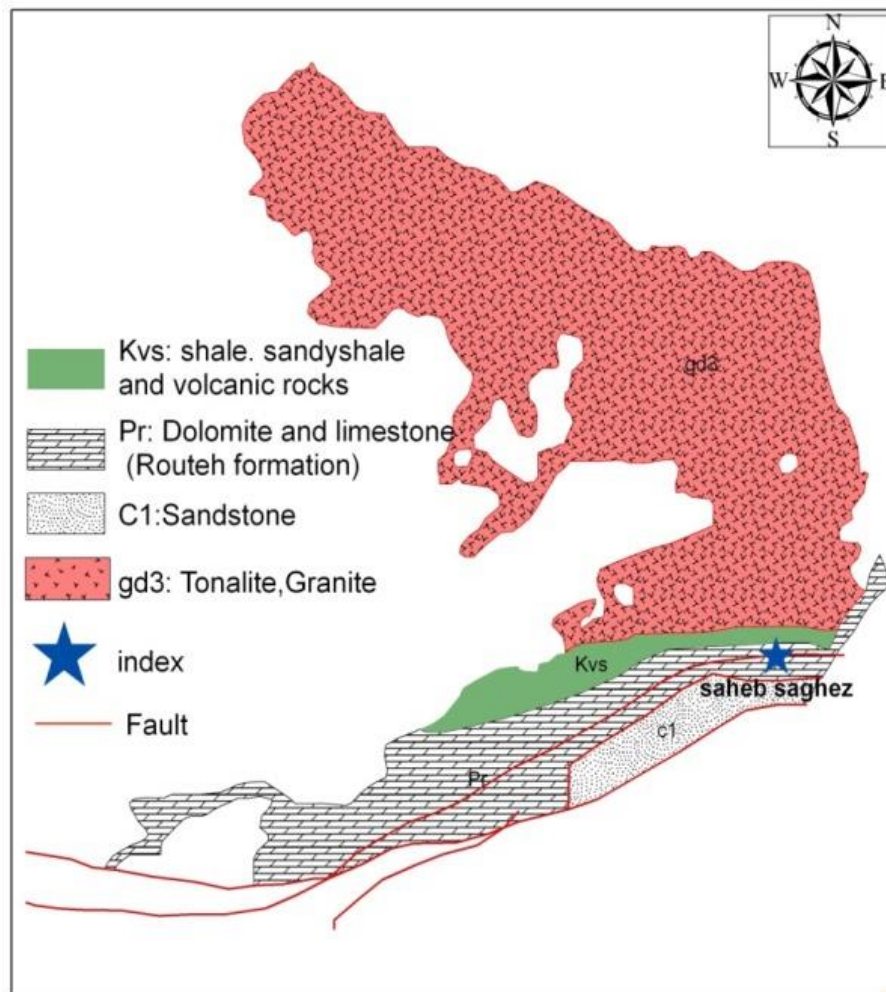 N
W
E
S
gd3
Kvs: shale. sandyshale
and volcanic rocks
Pr: Dolomite and limestone
(Routeh formation)
C1:Sandstone
gd3: Tonalite,Granite
index
Fault
Kvs
saheb saghez
c1
Pr